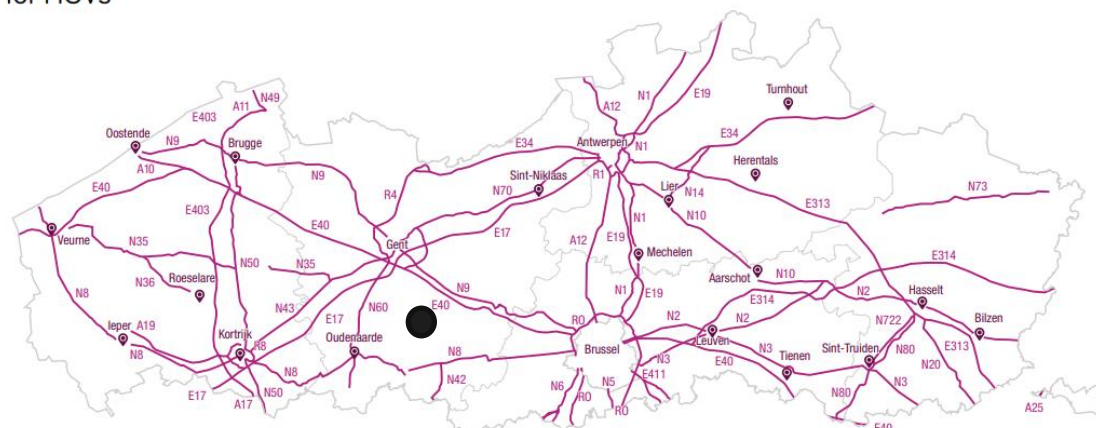 for HGVs
N49
A11
E403
Oostende
N9
Brugge
A10
E40
N9
E40
R4
E34
Antwerpen
A12
N1
E19
N1
Turnhout
E34
Herentals
Sint-Niklaas
N70
R1
Lier
N14
N10
E313
N73
Veurne
N35
E403
N50
N35
N36
Roeselare
N43
Gent
E17
A12
N1
E19
Mechelen
N1
E19
Aarschot
N10
E314
E314
N2
Hasselt
N8
Ieper
A19
N8
Kortrijk
R8
N8
E17
N60
Oudenaarde
E40
N9
N8
N42
R0
Brussel
N2
Leuven
N2
N3
E40
N3
Tienen
Sint-Truiden
N722
N80
N20
E313
Bilzen
E17
A17
N50
N6
R0
N5
R0
E411
N80
N3
A25